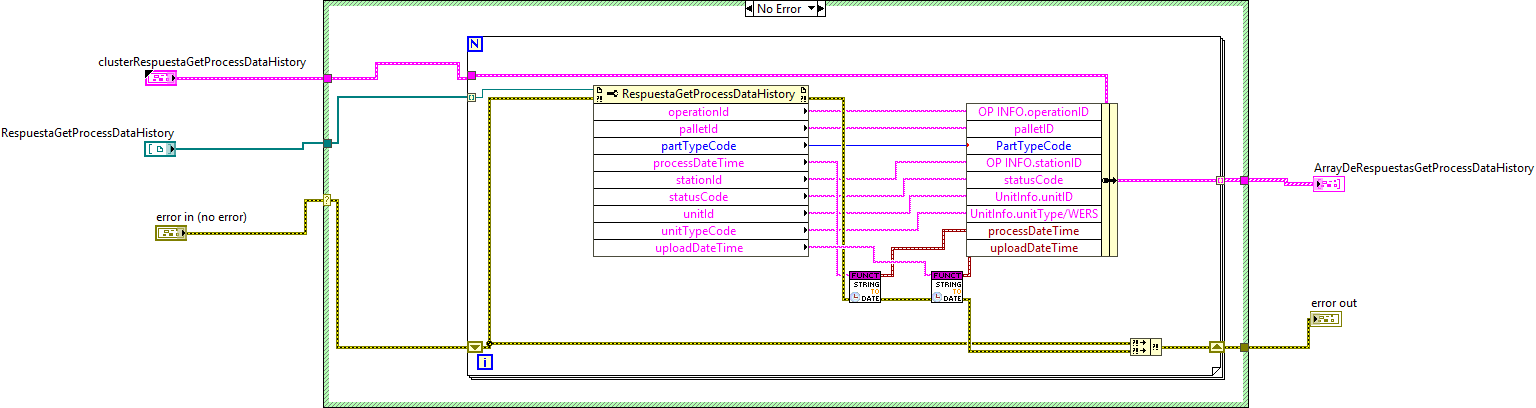 No Error
clusterRespuestaGetProcessDataHistory
N
RespuestaGetProcessDataHistory
error in (no error)
RespuestaGetProcessDataHistory
operationId
palletId
partTypeCode
processDateTime
stationId
statusCode
unitId
unitTypeCode
uploadDateTime
OP INFO.operationID
palletID
PartTypeCode
OP INFO.stationID
statusCode
UnitInfo.unitID
UnitInfo.unitType/WERS
processDateTime
uploadDateTime
FUNCT
STRING
TO
DATE
FUNCT
STRING
TO
DATE
ArrayDeRespuestasGetProcessDataHistory
error out
i